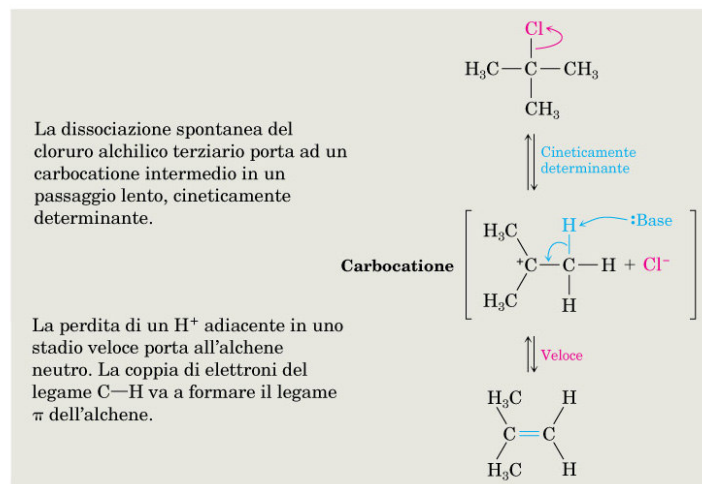 Cl
H₃C—C—CH₃
CH₃
La dissociazione spontanea del
cloruro alchilico terziario porta ad un
carbocatione intermedio in un
passaggio lento, cineticamente
determinante.
Cineticamente
determinante
Carbocatione
H :Base
H₃C
⁺C—C—H + Cl⁻
H₃C H
La perdita di un H⁺ adiacente in uno
stadio veloce porta all'alchene
neutro. La coppia di elettroni del
legame C—H va a formare il legame
π dell'alchene.
Veloce
H₃C H
C=C
H₃C H